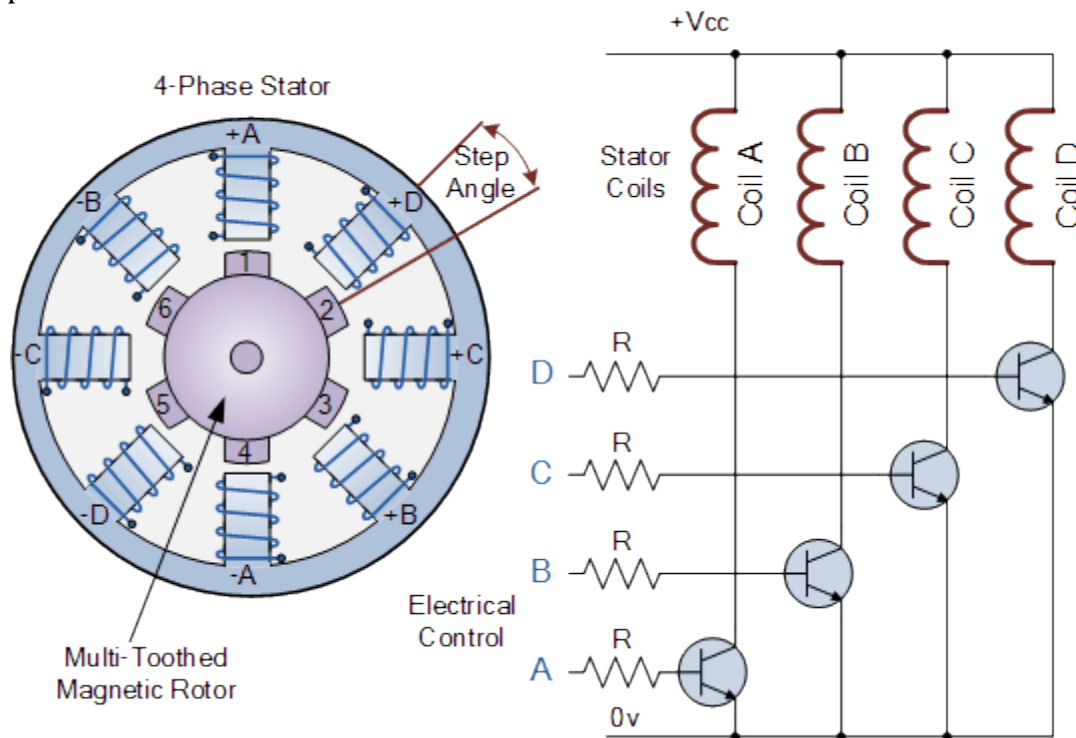 4-Phase Stator
+A
-B
+D
Step
Angle
1
2
6
-C
+C
5
3
4
-D
+B
-A
Multi-Toothed
Magnetic Rotor
+Vcc
Stator
Coils
Coil A
Coil B
Coil C
Coil D
R
D
R
C
R
B
Electrical
Control
R
A
0v